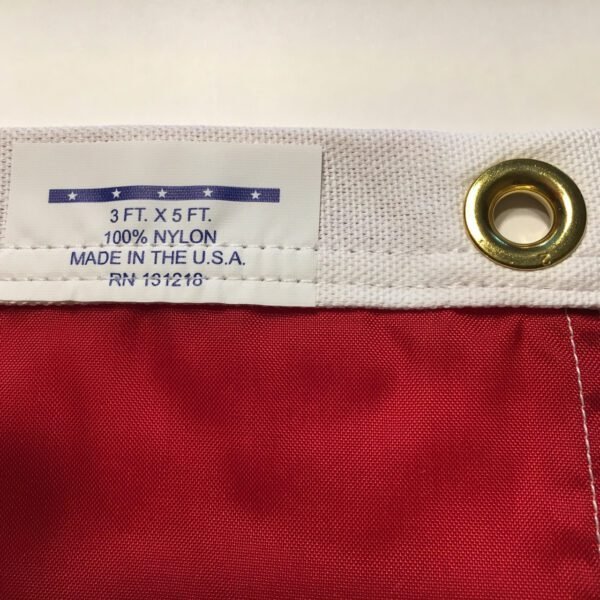 3 FT. X 5 FT.
100% NYLON
MADE IN THE U.S.A.
RN 131218